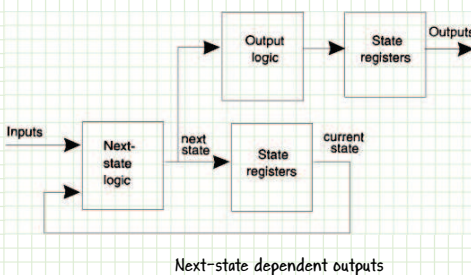 Output
logic
State
registers
Outputs
Inputs
Next-
state
logic
next
state
State
registers
current
state
Next-state dependent outputs